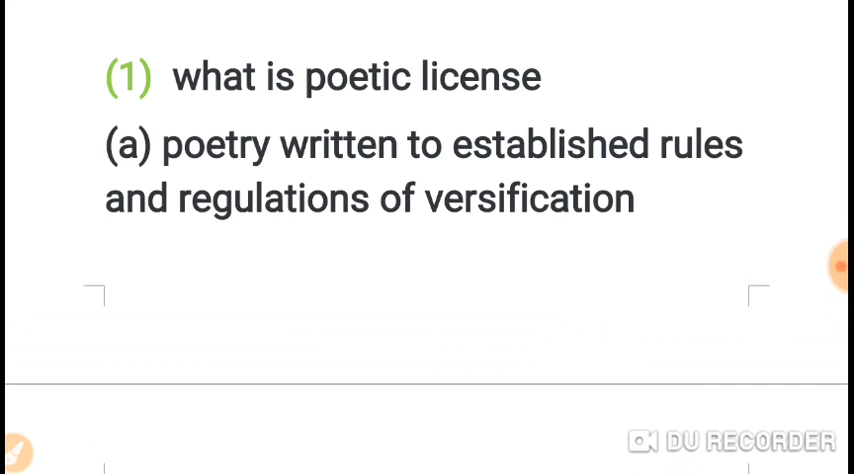 (1) what is poetic license
(a) poetry written to established rules
and regulations of versification
DU RECORDER